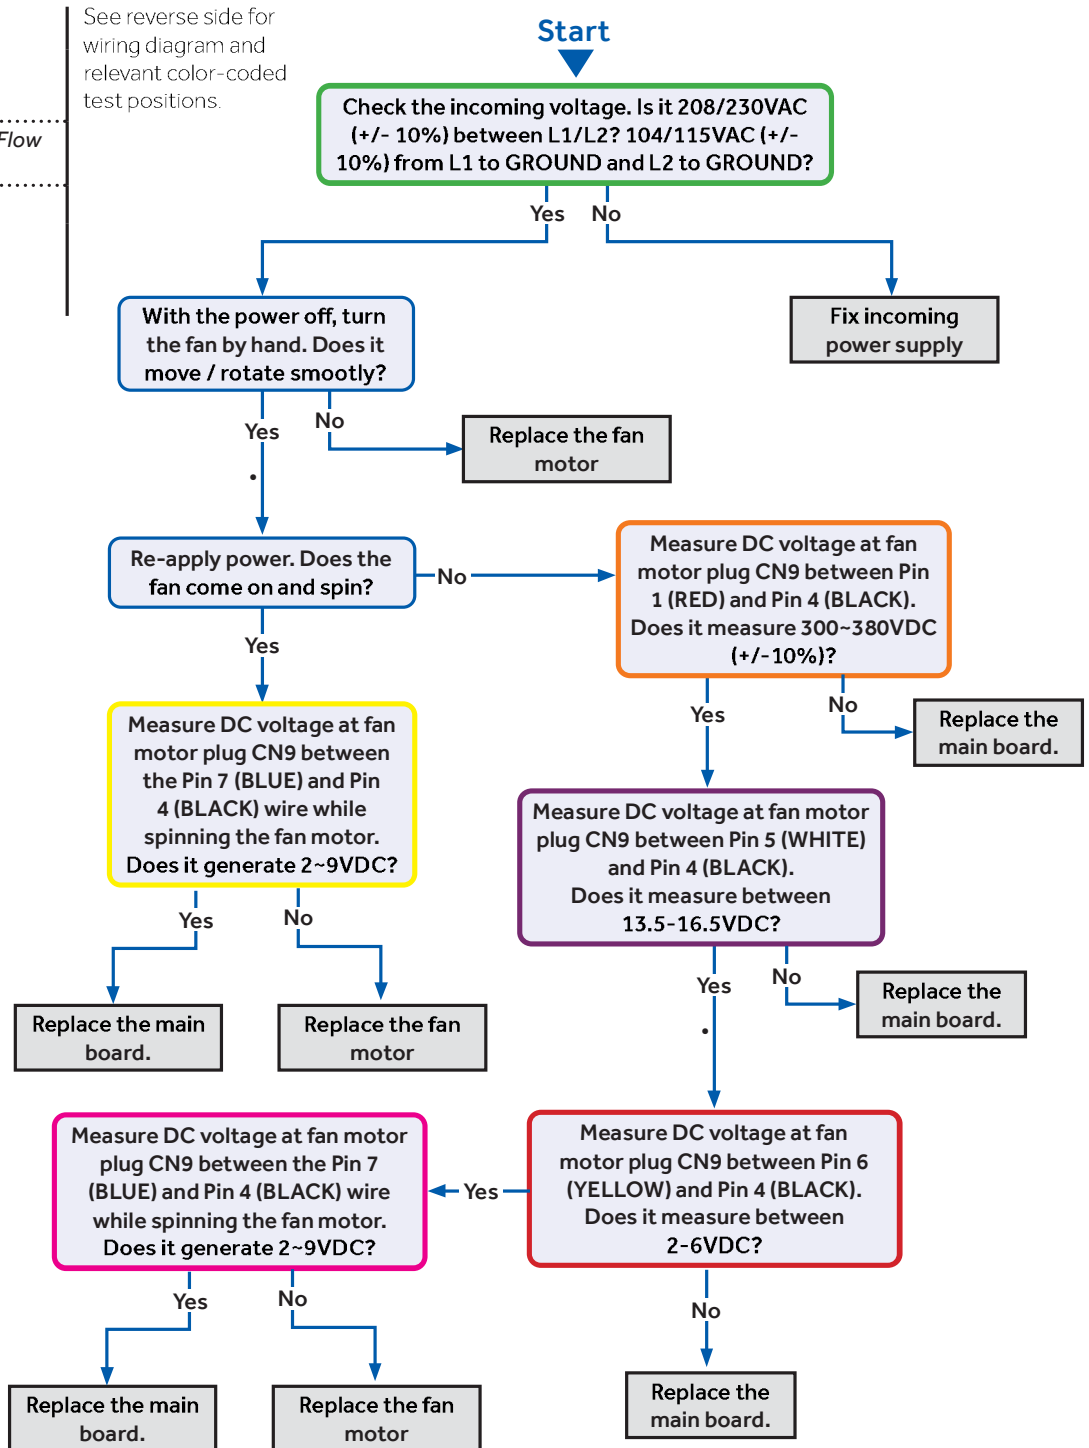 See reverse side for
wiring diagram and
relevant color-coded
test positions.
Flow
Start
Check the incoming voltage. Is it 208/230VAC
(+/- 10%) between L1/L2? 104/115VAC (+/-
10%) from L1 to GROUND and L2 to GROUND?
Yes
No
With the power off, turn
the fan by hand. Does it
move / rotate smootly?
Fix incoming
power supply
Yes
No
Replace the fan
motor
Re-apply power. Does the
fan come on and spin?
No
Measure DC voltage at fan
motor plug CN9 between Pin
1 (RED) and Pin 4 (BLACK).
Does it measure 300~380VDC
(+/-10%)?
Yes
Yes
No
Replace the
main board.
Measure DC voltage at fan
motor plug CN9 between
the Pin 7 (BLUE) and Pin
4 (BLACK) wire while
spinning the fan motor.
Does it generate 2~9VDC?
Measure DC voltage at fan motor
plug CN9 between Pin 5 (WHITE)
and Pin 4 (BLACK).
Does it measure between
13.5-16.5VDC?
Yes
No
Yes
No
Replace the
main board.
Replace the main
board.
Replace the fan
motor
Measure DC voltage at fan motor
plug CN9 between the Pin 7
(BLUE) and Pin 4 (BLACK) wire
while spinning the fan motor.
Does it generate 2~9VDC?
Yes
Measure DC voltage at fan
motor plug CN9 between Pin 6
(YELLOW) and Pin 4 (BLACK).
Does it measure between
2-6VDC?
Yes
No
No
Replace the main
board.
Replace the fan
motor
Replace the
main board.